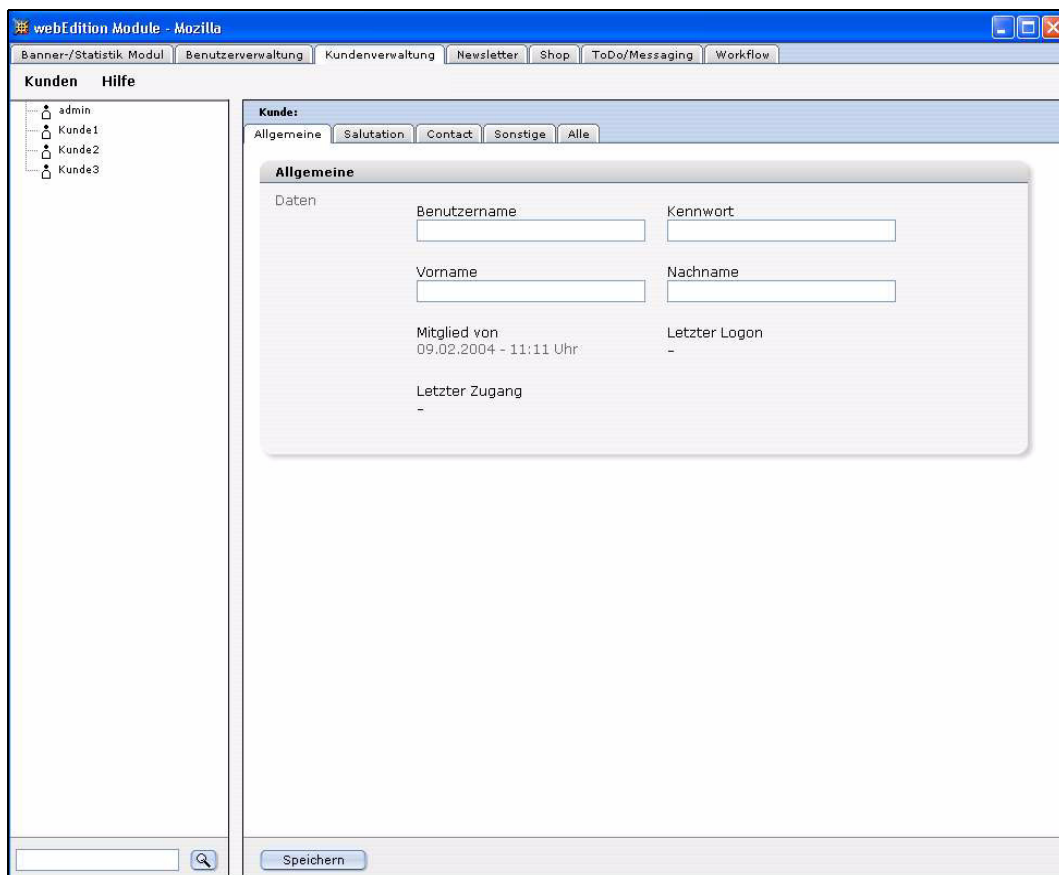 webEdition Module - Mozilla
Banner-/Statistik Modul Benutzerverwaltung Kundenverwaltung Newsletter Shop ToDo/Messaging Workflow
Kunden Hilfe
admin
Kunde1
Kunde2
Kunde3
Kunde:
Allgemeine Salutation Contact Sonstige Alle
Allgemeine
Daten
Benutzername Kennwort
Vorname Nachname
Mitglied von Letzter Logon
09.02.2004 - 11:11 Uhr -
Letzter Zugang
-
Speichern